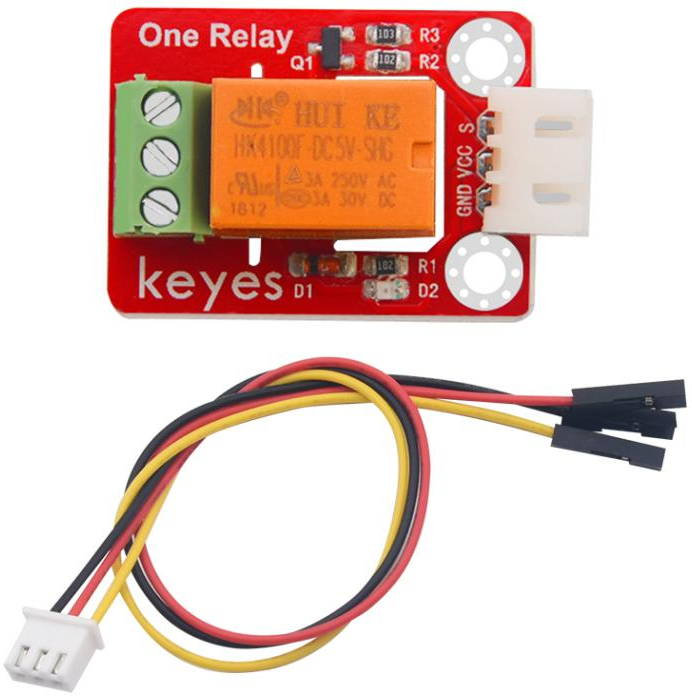 One Relay
Q1
103 R3
102 R2
HUI KE
HK4100F-DC5V-SHG
3A 250V AC
3A 30V DC
1812
S
VCC
GND
keyes
D1
102 R1
D2